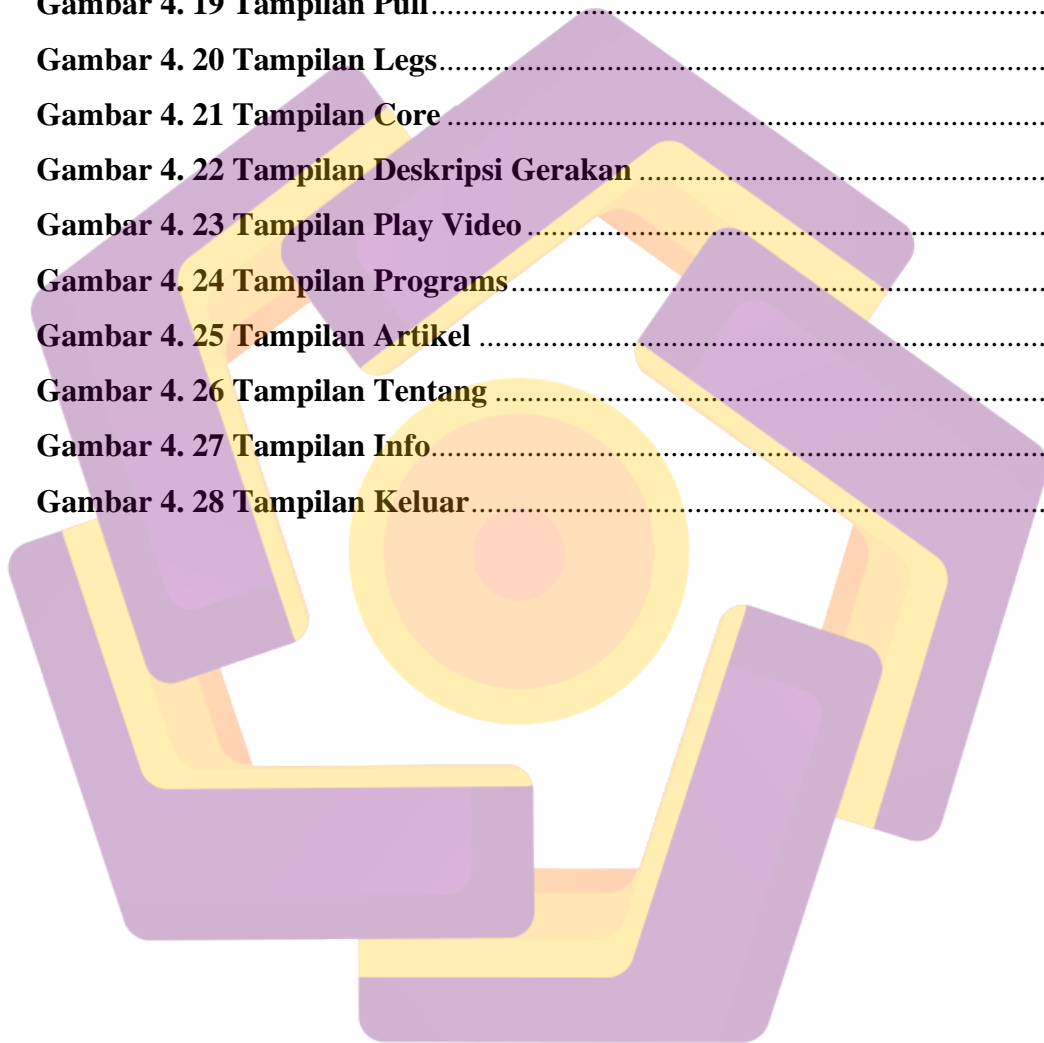 Gambar 4. 19 Tampilan Pull........................................................................
Gambar 4. 20 Tampilan Legs........................................................................
Gambar 4. 21 Tampilan Core........................................................................
Gambar 4. 22 Tampilan Deskripsi Gerakan................................................
Gambar 4. 23 Tampilan Play Video..............................................................
Gambar 4. 24 Tampilan Programs................................................................
Gambar 4. 25 Tampilan Artikel....................................................................
Gambar 4. 26 Tampilan Tentang..................................................................
Gambar 4. 27 Tampilan Info.........................................................................
Gambar 4. 28 Tampilan Keluar....................................................................